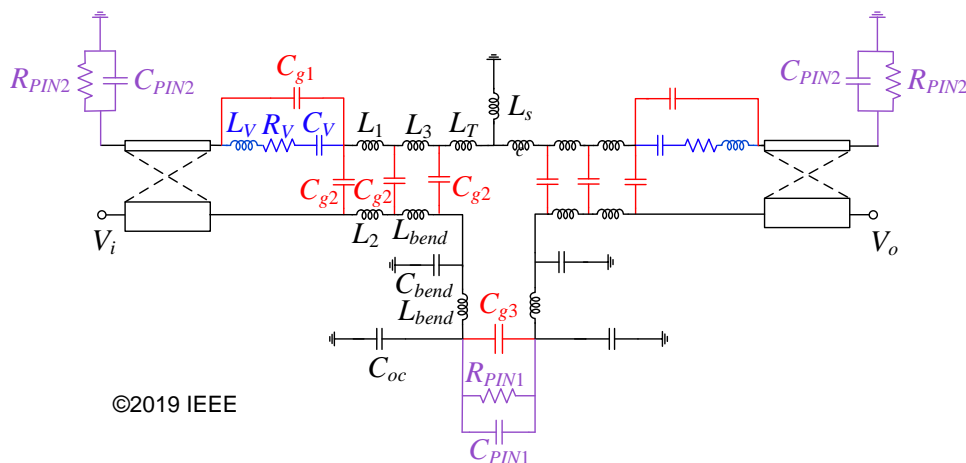 R_PIN2
C_PIN2
C_g1
L_V
R_V
C_V
L_1
L_3
L_T
L_s
c
C_PIN2
R_PIN2
C_g2
C_g2
C_g2
V_i
L_2
L_bend
V_o
C_bend
L_bend
C_g3
C_oc
R_PIN1
C_PIN1
©2019 IEEE